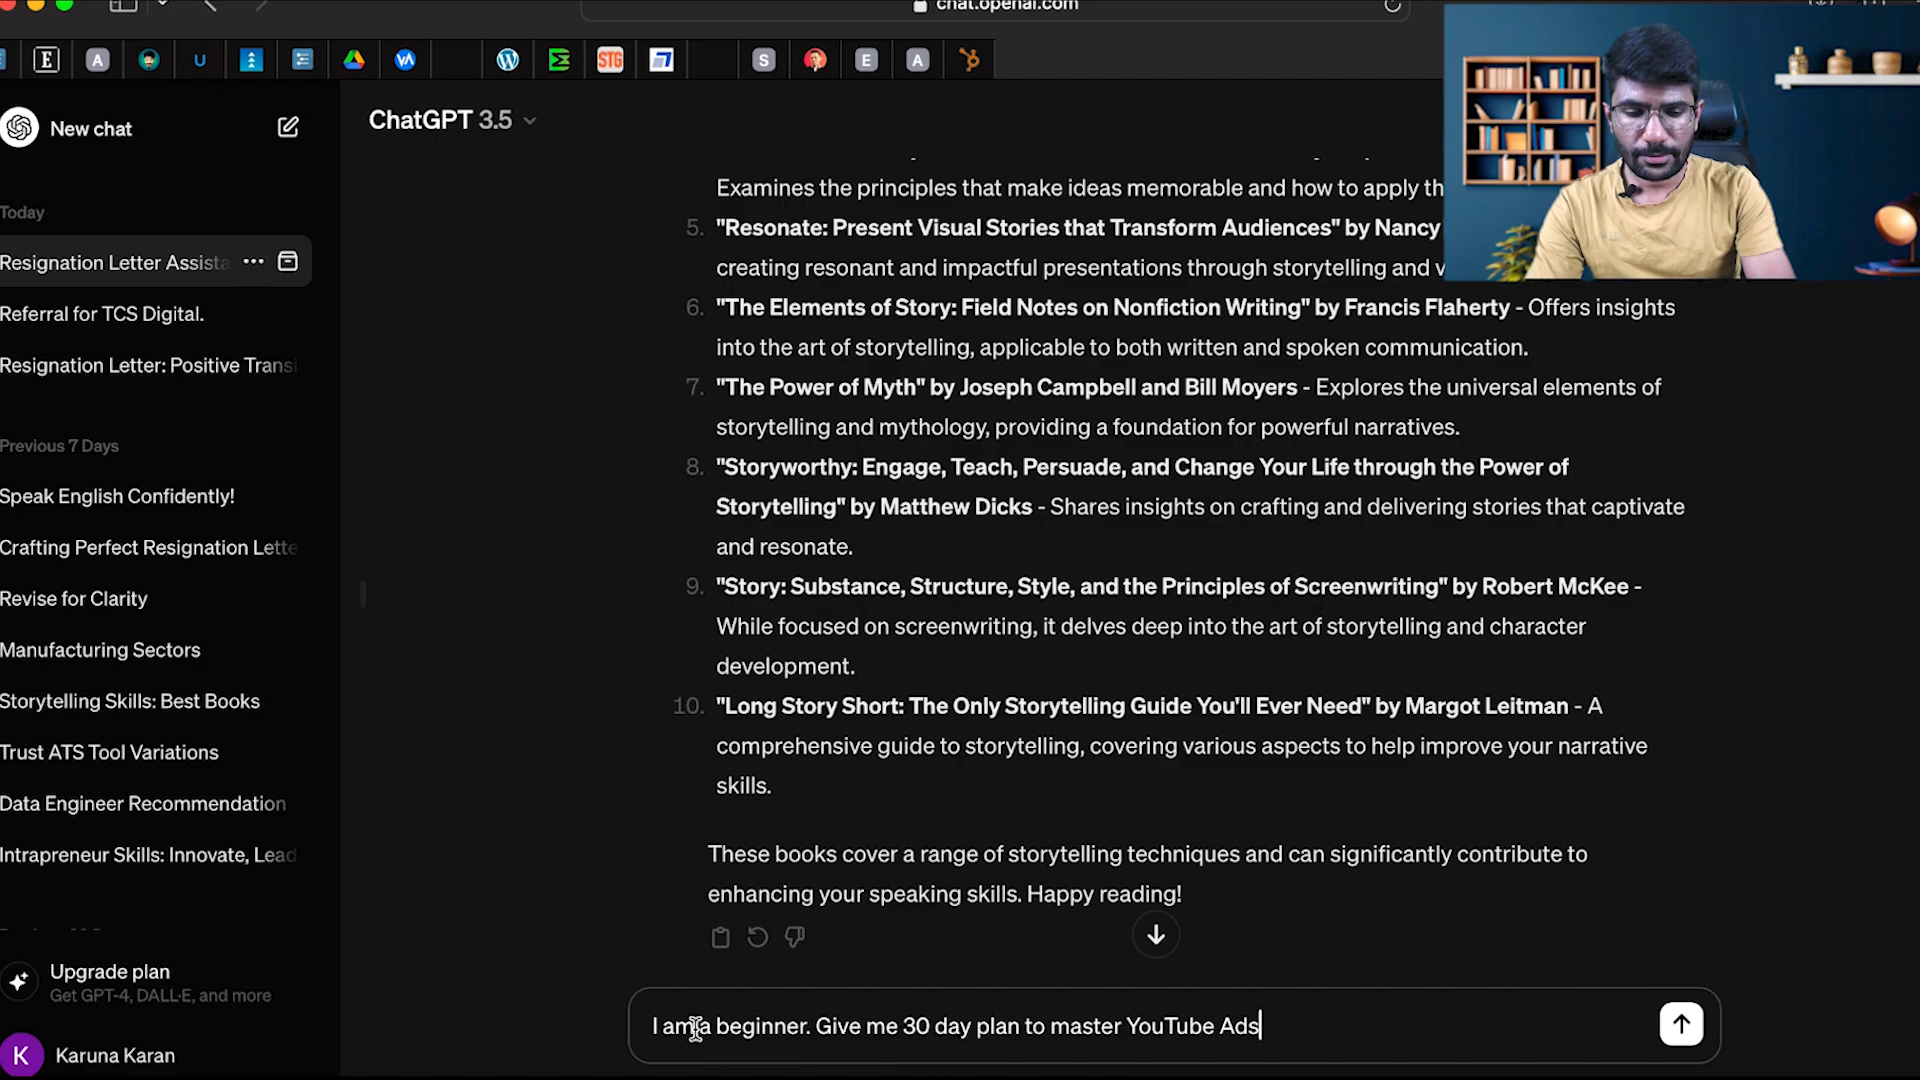 chat.openai.com
E
A
U
S
E
A
STG
New chat
Today
Resignation Letter Assista
Referral for TCS Digital.
Resignation Letter: Positive Transi
Previous 7 Days
Speak English Confidently!
Crafting Perfect Resignation Lette
Revise for Clarity
Manufacturing Sectors
Storytelling Skills: Best Books
Trust ATS Tool Variations
Data Engineer Recommendation
Intrapreneur Skills: Innovate, Lead
Upgrade plan
Get GPT-4, DALL·E, and more
K Karuna Karan
ChatGPT 3.5
Examines the principles that make ideas memorable and how to apply th
5. "Resonate: Present Visual Stories that Transform Audiences" by Nancy
creating resonant and impactful presentations through storytelling and v
6. "The Elements of Story: Field Notes on Nonfiction Writing" by Francis Flaherty - Offers insights
into the art of storytelling, applicable to both written and spoken communication.
7. "The Power of Myth" by Joseph Campbell and Bill Moyers - Explores the universal elements of
storytelling and mythology, providing a foundation for powerful narratives.
8. "Storyworthy: Engage, Teach, Persuade, and Change Your Life through the Power of
Storytelling" by Matthew Dicks - Shares insights on crafting and delivering stories that captivate
and resonate.
9. "Story: Substance, Structure, Style, and the Principles of Screenwriting" by Robert McKee -
While focused on screenwriting, it delves deep into the art of storytelling and character
development.
10. "Long Story Short: The Only Storytelling Guide You'll Ever Need" by Margot Leitman - A
comprehensive guide to storytelling, covering various aspects to help improve your narrative
skills.
These books cover a range of storytelling techniques and can significantly contribute to
enhancing your speaking skills. Happy reading!
I am a beginner. Give me 30 day plan to master YouTube Ads